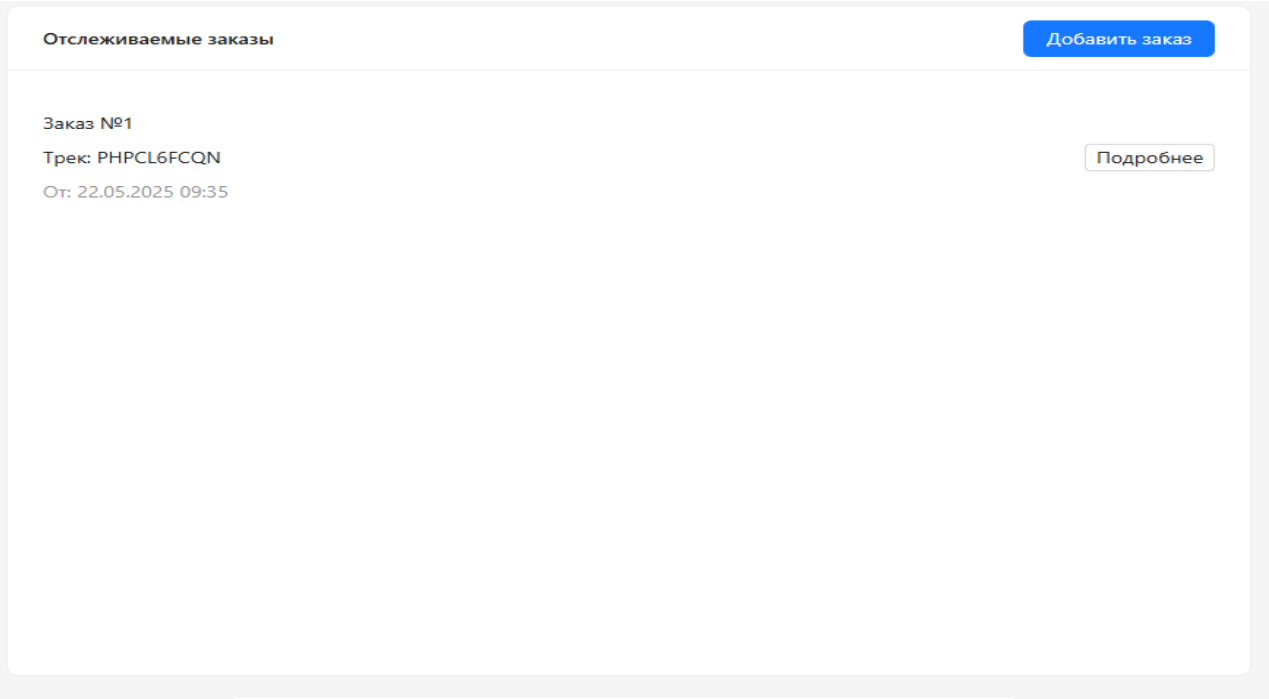 Отслеживаемые заказы
Добавить заказ
Заказ №1
Трек: PHPCL6FCQN
Подробнее
От: 22.05.2025 09:35